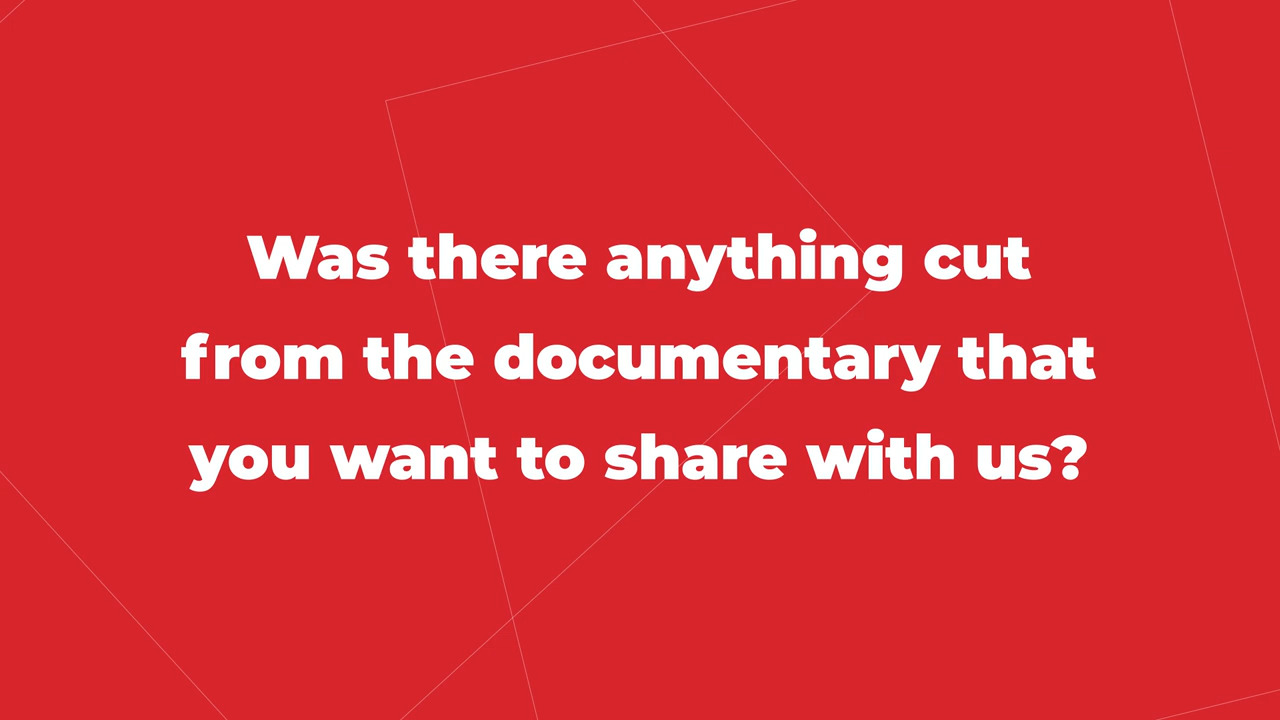 Was there anything cut
from the documentary that
you want to share with us?